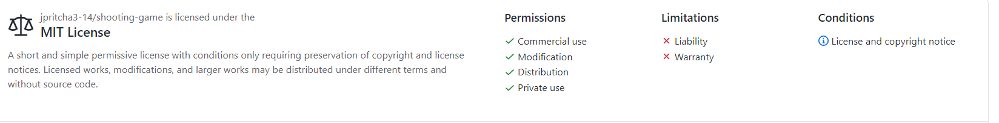 jpritcha3-14/shooting-game is licensed under the
MIT License
A short and simple permissive license with conditions only requiring preservation of copyright and license
notices. Licensed works, modifications, and larger works may be distributed under different terms and
without source code.
Permissions
Commercial use
Modification
Distribution
Private use
Limitations
Liability
Warranty
Conditions
License and copyright notice